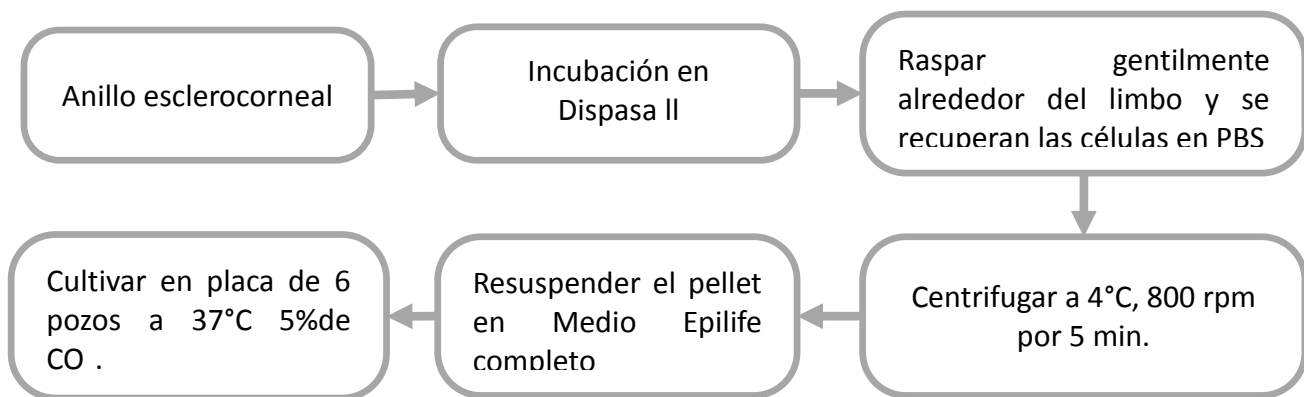 Anillo esclerocorneal
Incubación en
Dispasa ll
Raspar gentilmente
alrededor del limbo y se
recuperan las células en PBS
Centrifugar a 4°C, 800 rpm
por 5 min.
Resuspender el pellet
en Medio Epilife
completo
Cultivar en placa de 6
pozos a 37°C 5%de
CO .